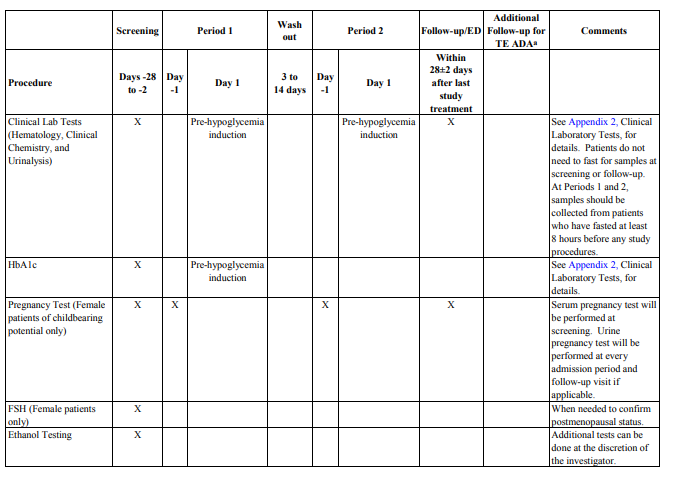 Screening Period 1 Wash out Period 2 Follow-up/ED Additional Follow-up for TE ADAa Comments
Procedure Days -28 to -2 Day -1 Day 1 3 to 14 days Day -1 Day 1 Within 28±2 days after last study treatment
Clinical Lab Tests X Pre-hypoglycemia Pre-hypoglycemia X See Appendix 2, Clinical
(Hematology, Clinical induction induction Laboratory Tests, for
Chemistry, and details. Patients do not
Urinalysis) need to fast for samples at
screening or follow-up.
At Periods 1 and 2,
samples should be
collected from patients
who have fasted at least
8 hours before any study
procedures.
HbA1c X Pre-hypoglycemia See Appendix 2, Clinical
induction Laboratory Tests, for
details.
Pregnancy Test (Female X X X X Serum pregnancy test will
patients of childbearing be performed at
potential only) screening. Urine
pregnancy test will be
performed at every
admission period and
follow-up visit if
applicable.
FSH (Female patients X When needed to confirm
only) postmenopausal status.
Ethanol Testing X Additional tests can be
done at the discretion of
the investigator.